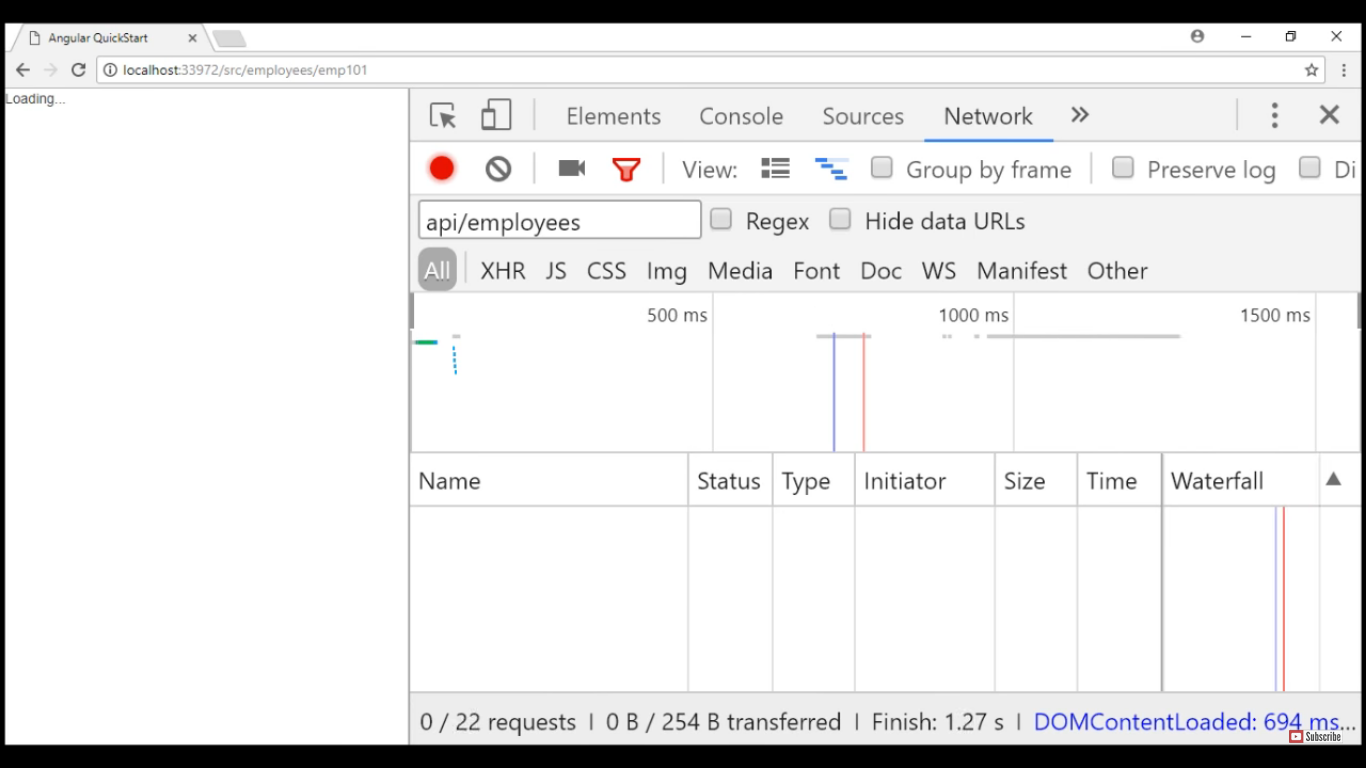 Angular QuickStart
localhost:33972/src/employees/emp101
Loading...
Elements Console Sources Network
View: Group by frame Preserve log Di
api/employees Regex Hide data URLs
All XHR JS CSS Img Media Font Doc WS Manifest Other
500 ms 1000 ms 1500 ms
Name Status Type Initiator Size Time Waterfall
0 / 22 requests | 0 B / 254 B transferred | Finish: 1.27 s | DOMContentLoaded: 694 ms...
Subscribe